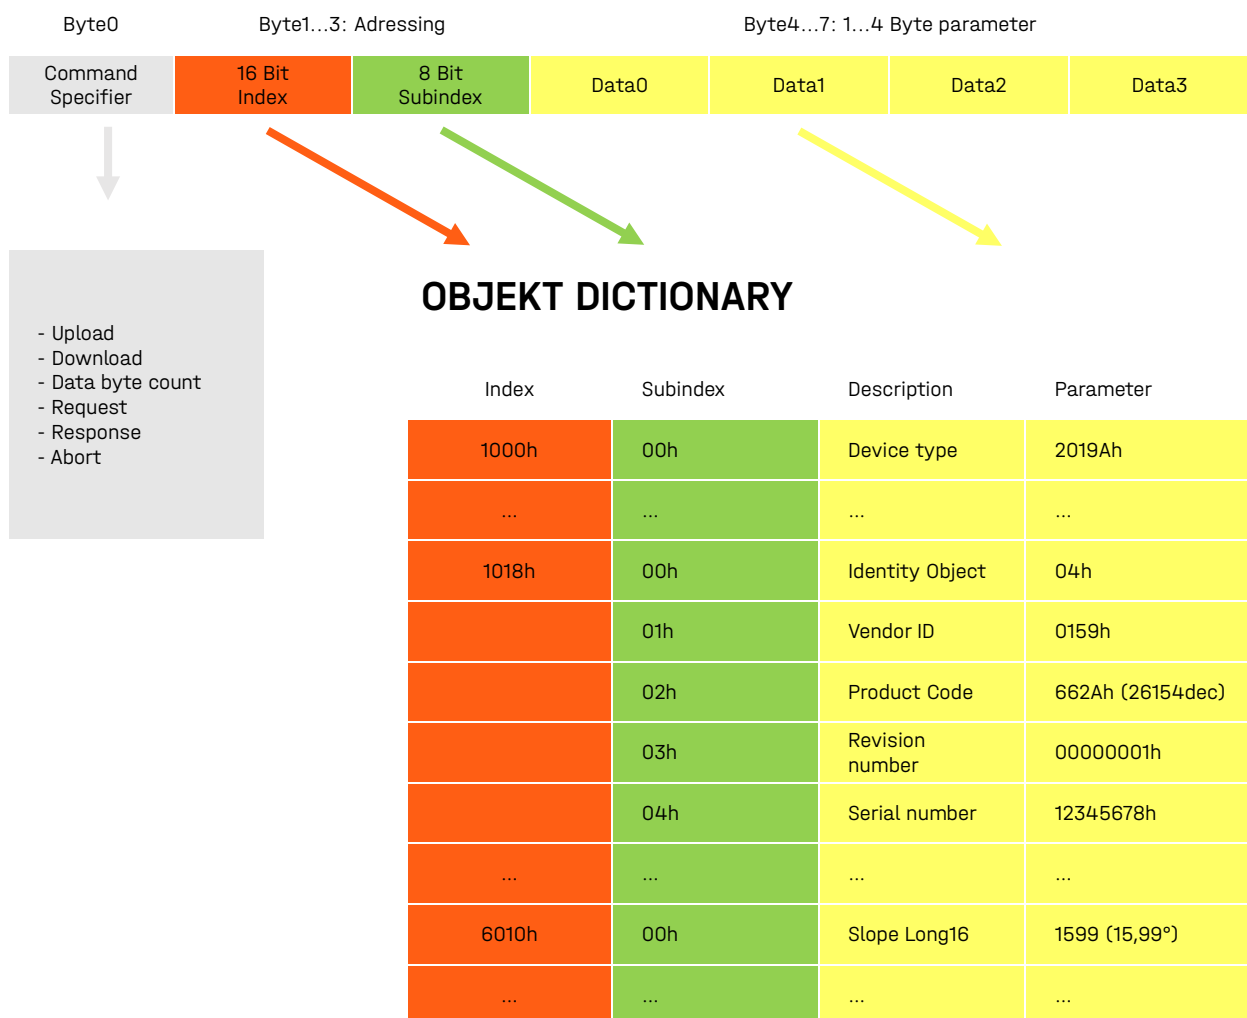 Byte0 Byte1...3: Adressing Byte4...7: 1...4 Byte parameter
Command Specifier 16 Bit Index 8 Bit Subindex Data0 Data1 Data2 Data3
- Upload
- Download
- Data byte count
- Request
- Response
- Abort
OBJEKT DICTIONARY
Index Subindex Description Parameter
1000h 00h Device type 2019Ah
... ... ... ...
1018h 00h Identity Object 04h
01h Vendor ID 0159h
02h Product Code 662Ah (26154dec)
03h Revision number 00000001h
04h Serial number 12345678h
... ... ... ...
6010h 00h Slope Long16 1599 (15,99°)
... ... ... ...